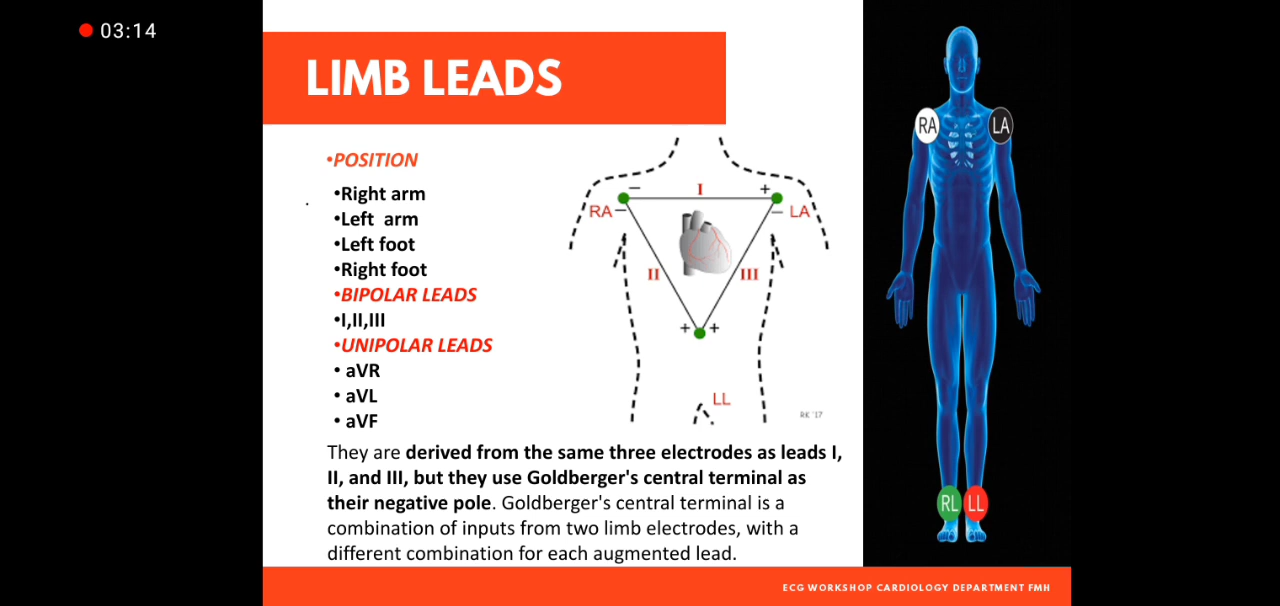 03:14
LIMB LEADS
•POSITION
•Right arm
•Left arm
•Left foot
•Right foot
•BIPOLAR LEADS
•I,II,III
•UNIPOLAR LEADS
• aVR
• aVL
• aVF
They are derived from the same three electrodes as leads I,
II, and III, but they use Goldberger's central terminal as
their negative pole. Goldberger's central terminal is a
combination of inputs from two limb electrodes, with a
different combination for each augmented lead.
− I +
RA − − LA
II III
+ +
LL
RK '17
RA LA
RL LL
ECG WORKSHOP CARDIOLOGY DEPARTMENT FMH